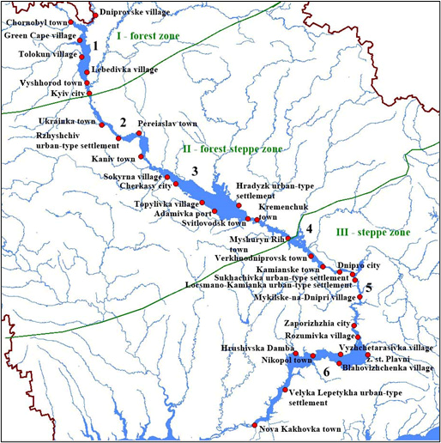 Dniprovske village
Chornobyl town
Green Cape village
1
I - forest zone
Tolokun village
Lebedivka village
Vyshhorod town
Kyiv city
Ukrainka town
2
Pereiaslav town
Rzhyshchiv
urban-type settlement
II - forest-steppe zone
Kaniv town
3
Sokyrna village
Cherkasy city
Hradyzk urban-type
settlement
Topylivka village
Kremenchuk
town
Adamivka port
Svitlovodsk town
4
III - steppe zone
Myshuryn Rih
town
Verkhnodniprovsk town
Dnipro city
Kamianske town
5
Sukhachivka urban-type settlement
Loesmano-Kamianka urban-type settlement
Mykilske-na-Dnipri village
Zaporizhzhia city
Rozumivka village
Hrushivska Damba
Vyzhchetarasivka village
Nikopol town
z. st. Plavni
6
Blahovizhchenka village
Velyka Lepetykha urban-type
settlement
Nova Kakhovka town